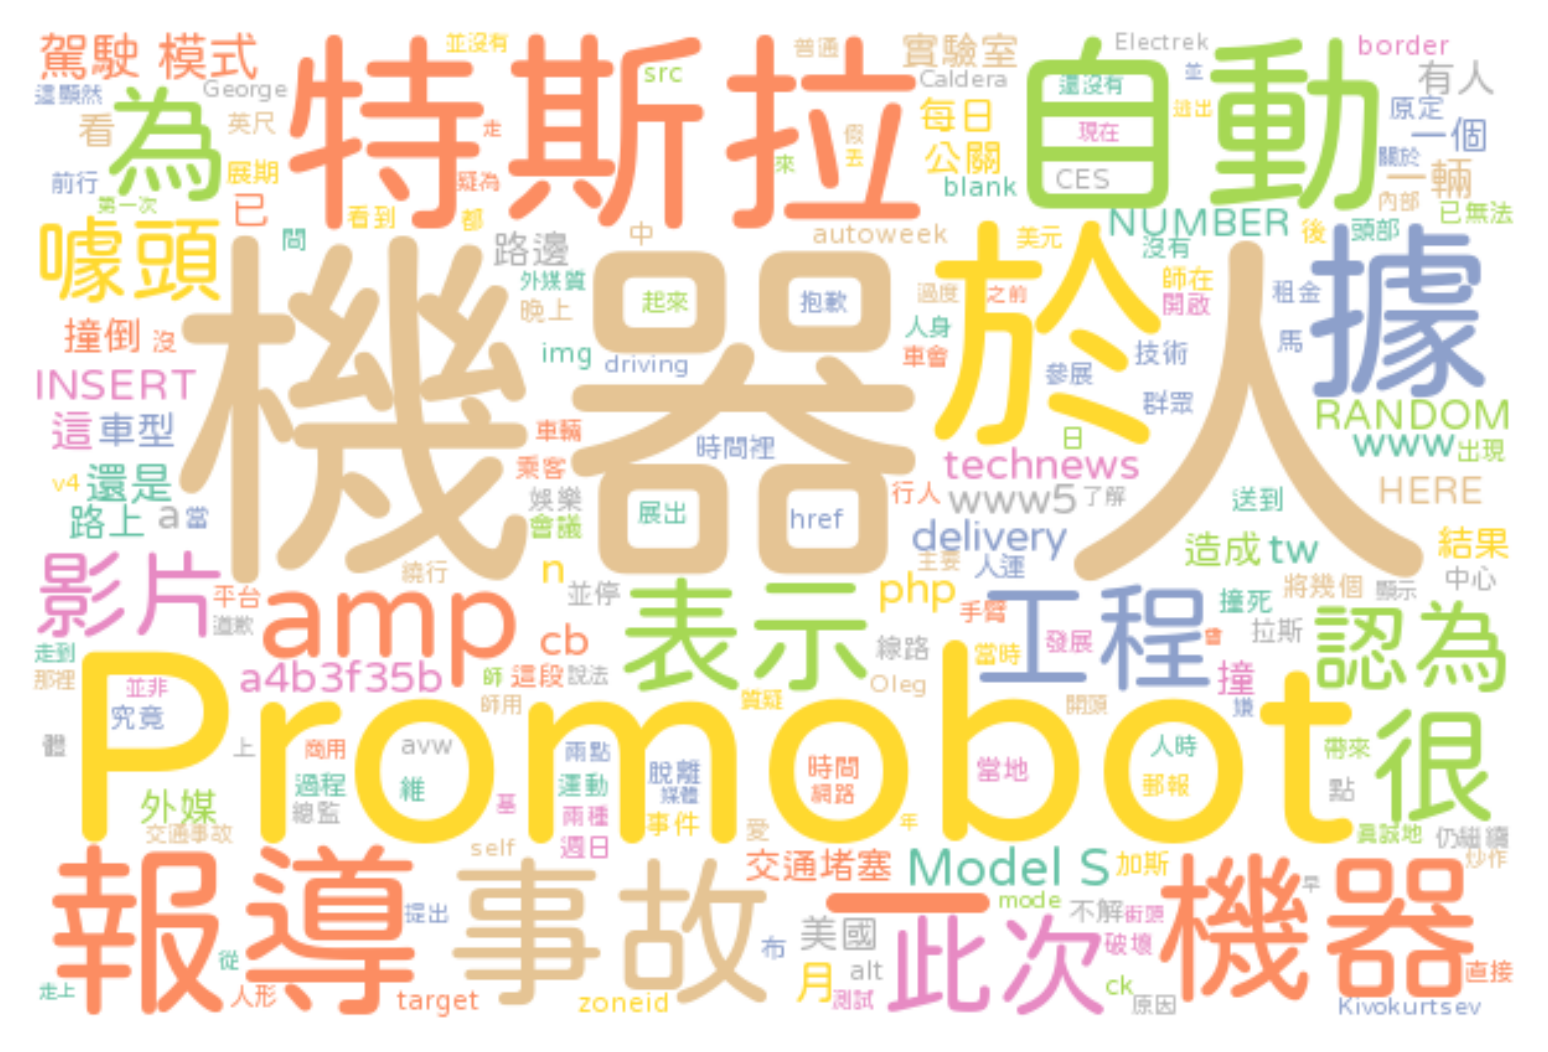 駕駛 模式
特斯拉
自動
並沒有
src
普通
實驗室
Electrek
border
George
Caldera
還沒有
並
有人
這顯然
為
英尺
看
走
假
去
每日
現在
逃出
原定
一個
來
公關
CES
關於
一輛
前行
展期
疑為
blank
內部
第一次
已
看到
都
已無法
噱頭
問
路邊
中
autoweek
美元
NUMBER
後
頭部
沒有
機器人
於
據
外媒質
起來
抱歉
過度
之前
師在
開啟
租金
晚上
人身
撞倒
沒
img
driving
車會
技術
馬
參展
INSERT
群眾
RANDOM
這
車型
車輛
時間裡
日
www
出現
v4
還是
乘客
technews
路上
a
當
娛樂
展出
href
行人
www5
了解
送到
HERE
會議
delivery
造成
tw
結果
影片
繞行
n
主要
人運
中心
平台
amp
並停
表示
php
手臂
工程
撞死
將幾個
顯示
道歉
cb
線路
發展
會
拉斯
認為
走到
當時
那裡
並非
a4b3f35b
師
這段
說法
Oleg
撞
Promobot
究竟
師用
質疑
開頭
嫌
很
體
上
商用
avw
兩點
脫離
時間
當地
人時
帶來
過程
維
運動
媒體
網路
郵報
點
外媒
總監
基
兩種
事件
年
交通事故
週日
愛
真誠地
仍繼續
self
報導
事故
交通堵塞
Model S
加斯
炒作
一
mode
早
機器
提出
美國
此次
不解
街頭
從
布
破壞
月
alt
直接
走上
人形
target
zoneid
測試
ck
原因
Kivokurtsev